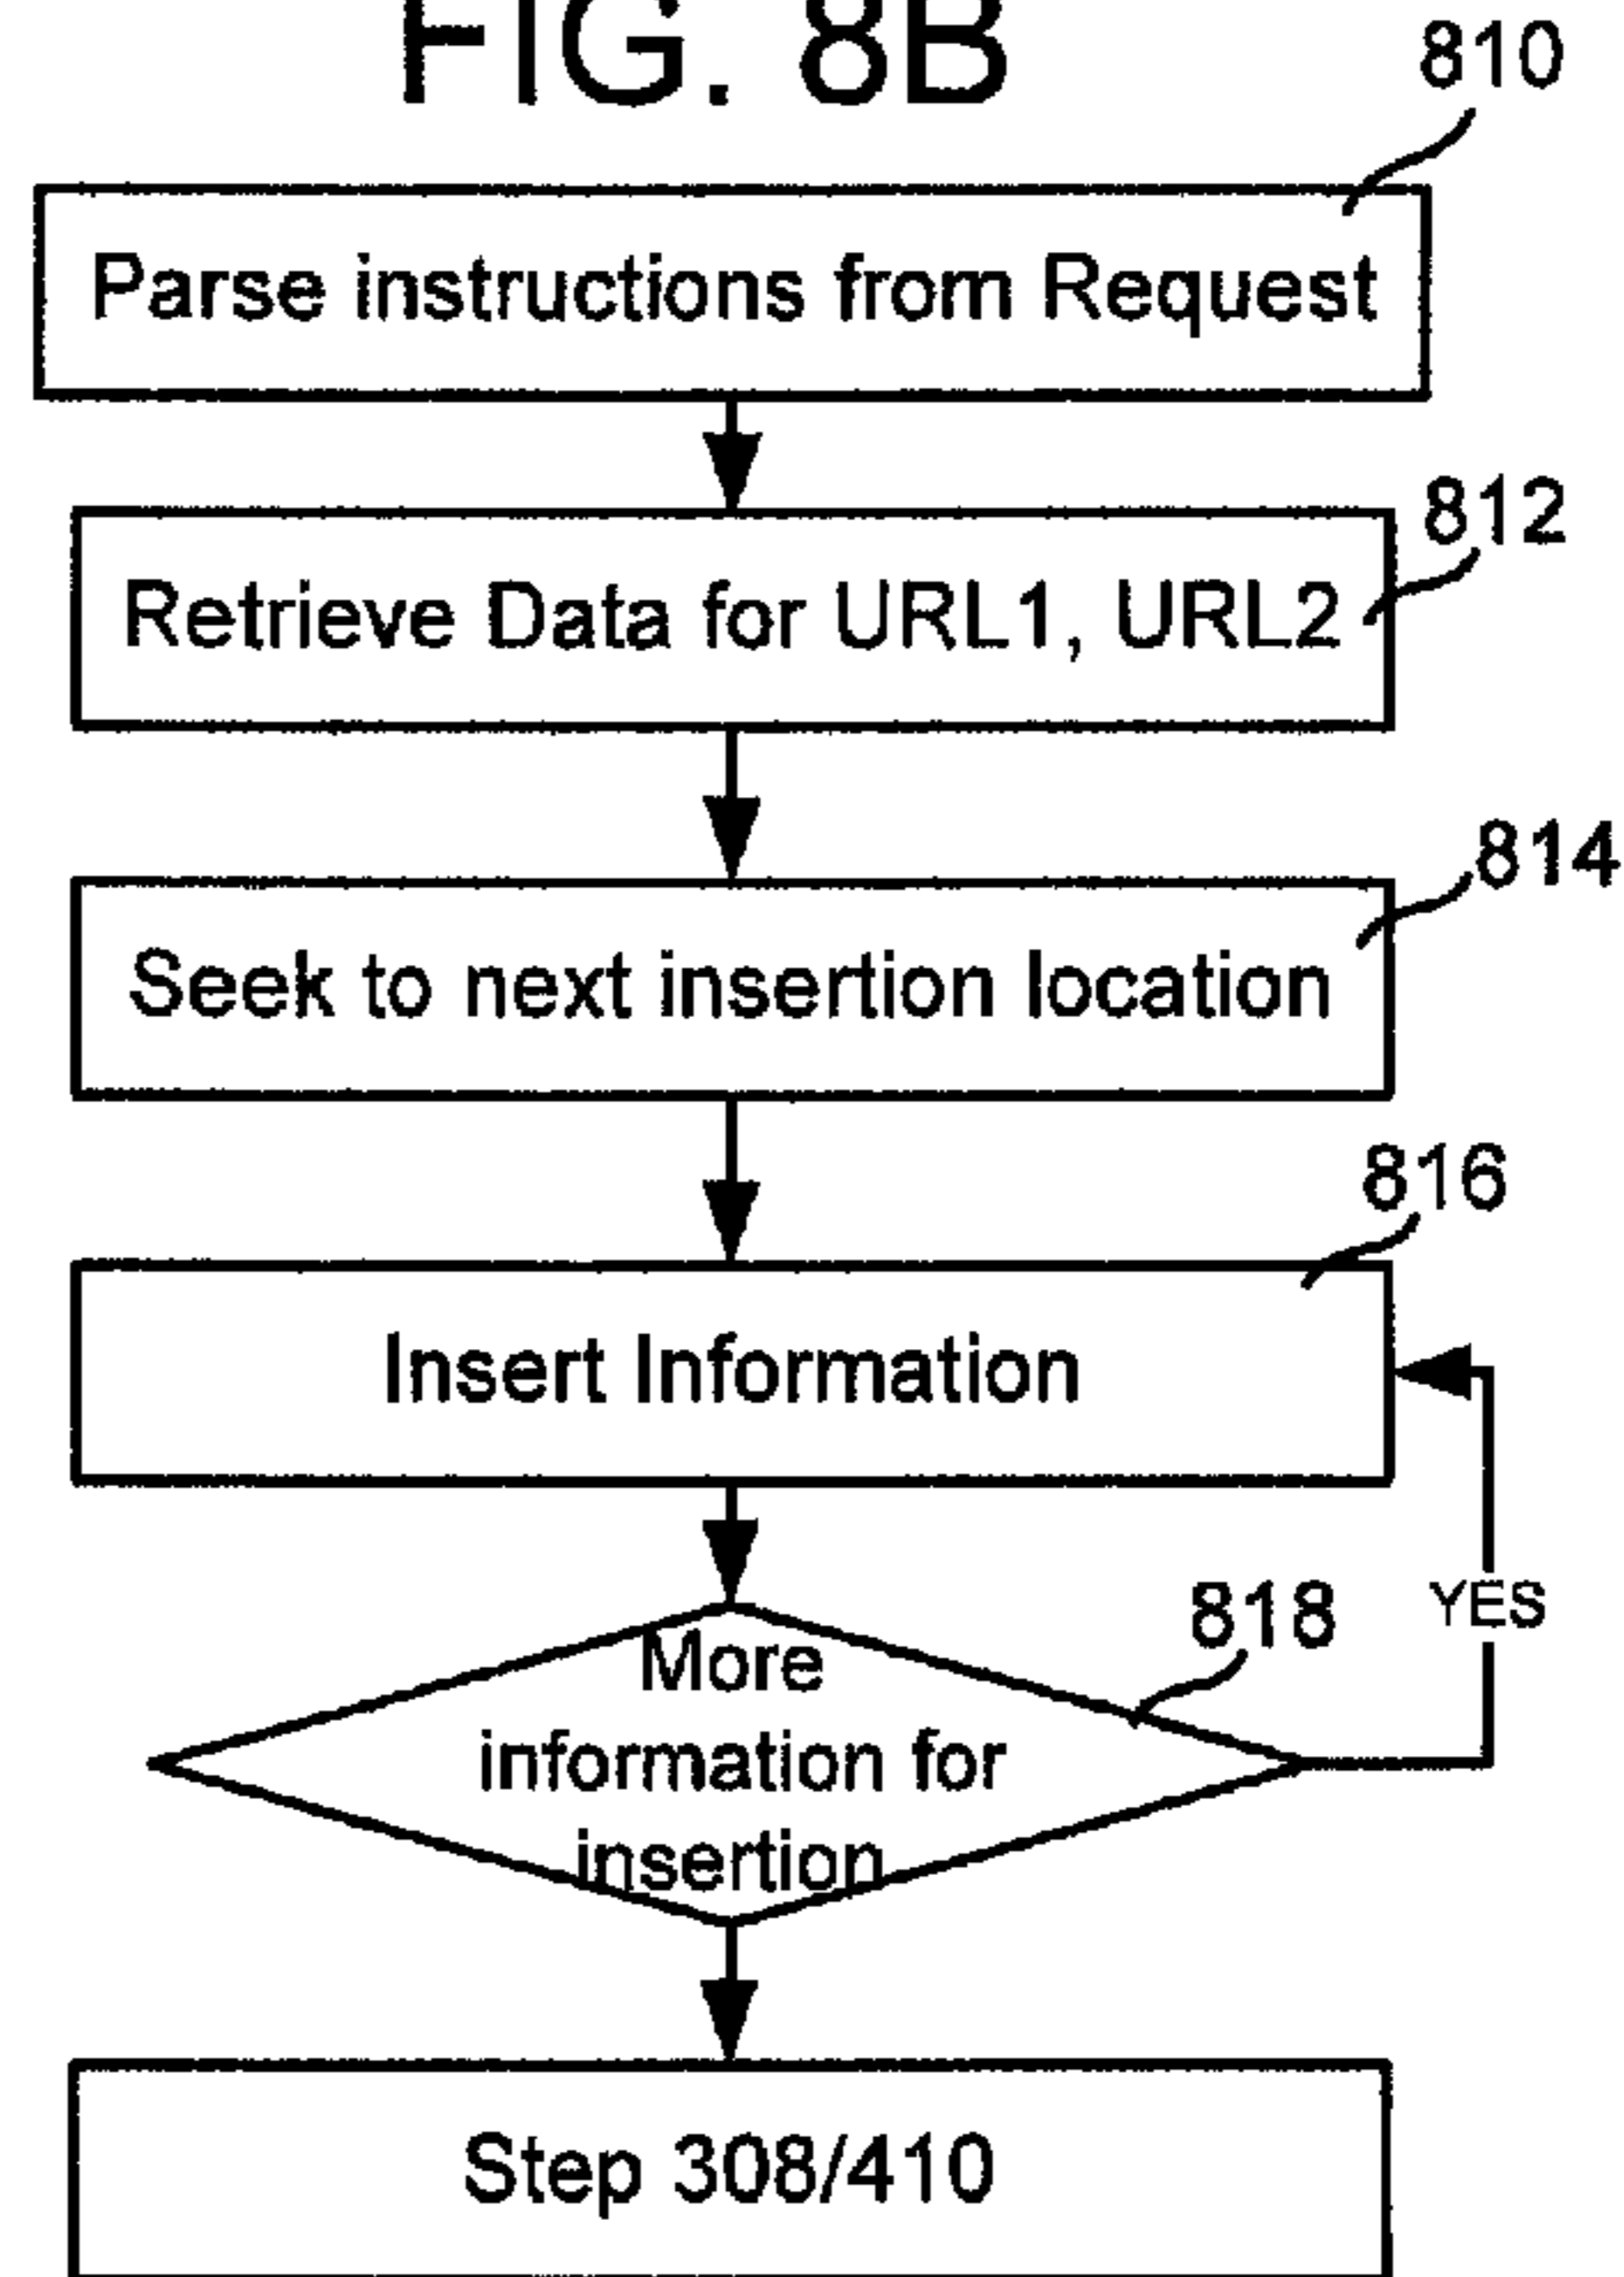 FIG. 8B
810
Parse instructions from Request
812
Retrieve Data for URL1, URL2
814
Seek to next insertion location
816
Insert Information
818
YES
More
information for
insertion
Step 308/410